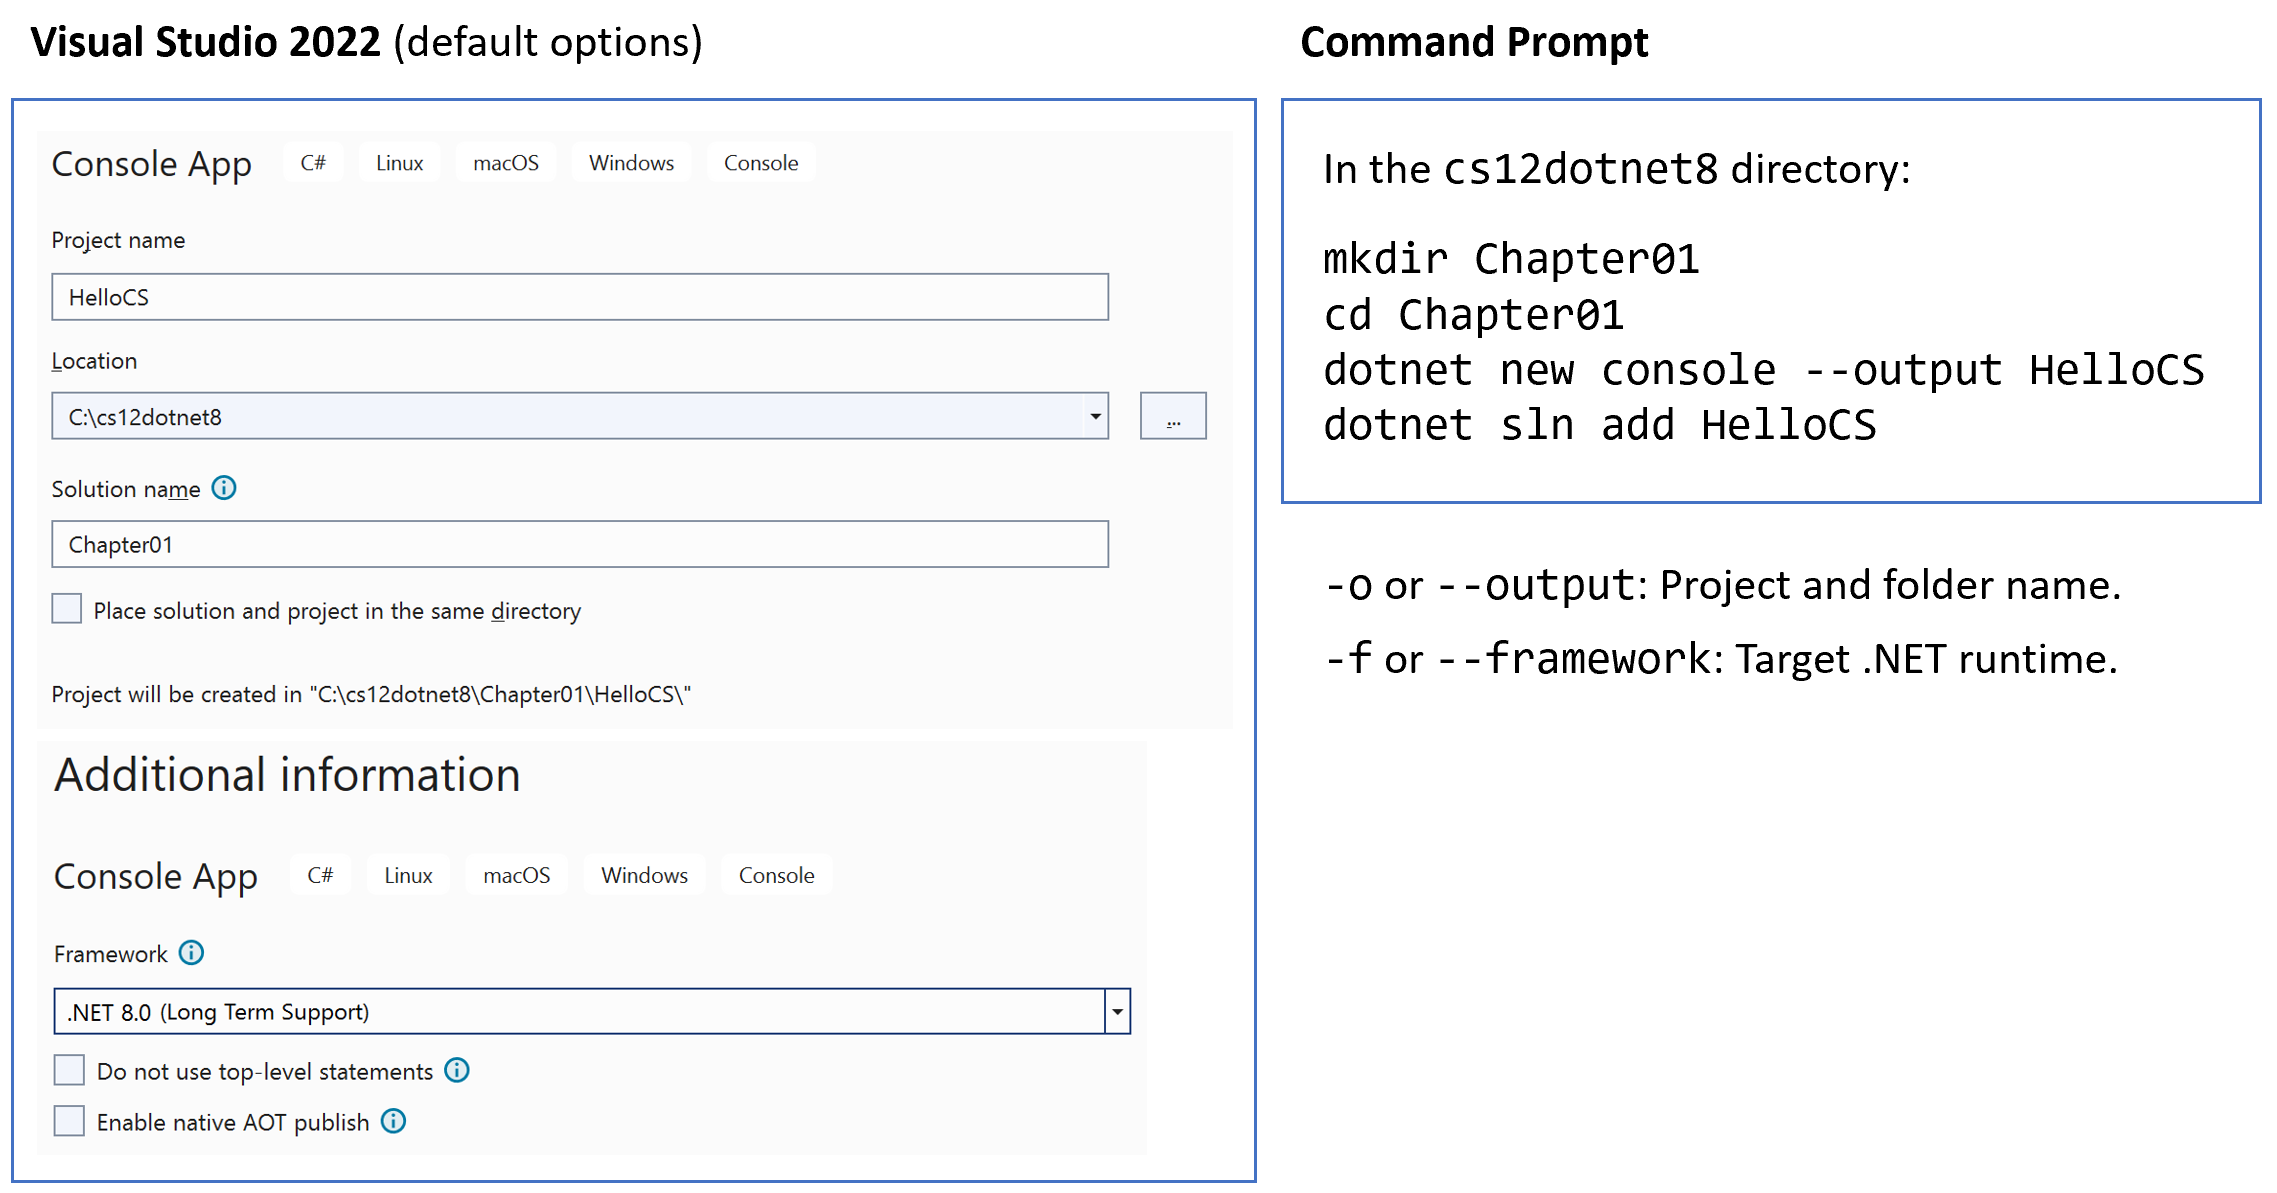 Visual Studio 2022 (default options)
Console App C# Linux macOS Windows Console
Project name
HelloCS
Location
C:\cs12dotnet8
...
Solution name
Chapter01
Place solution and project in the same directory
Project will be created in "C:\cs12dotnet8\Chapter01\HelloCS\"
Additional information
Console App C# Linux macOS Windows Console
Framework
.NET 8.0 (Long Term Support)
Do not use top-level statements
Enable native AOT publish
Command Prompt
In the cs12dotnet8 directory:
mkdir Chapter01
cd Chapter01
dotnet new console --output HelloCS
dotnet sln add HelloCS
-o or --output: Project and folder name.
-f or --framework: Target .NET runtime.